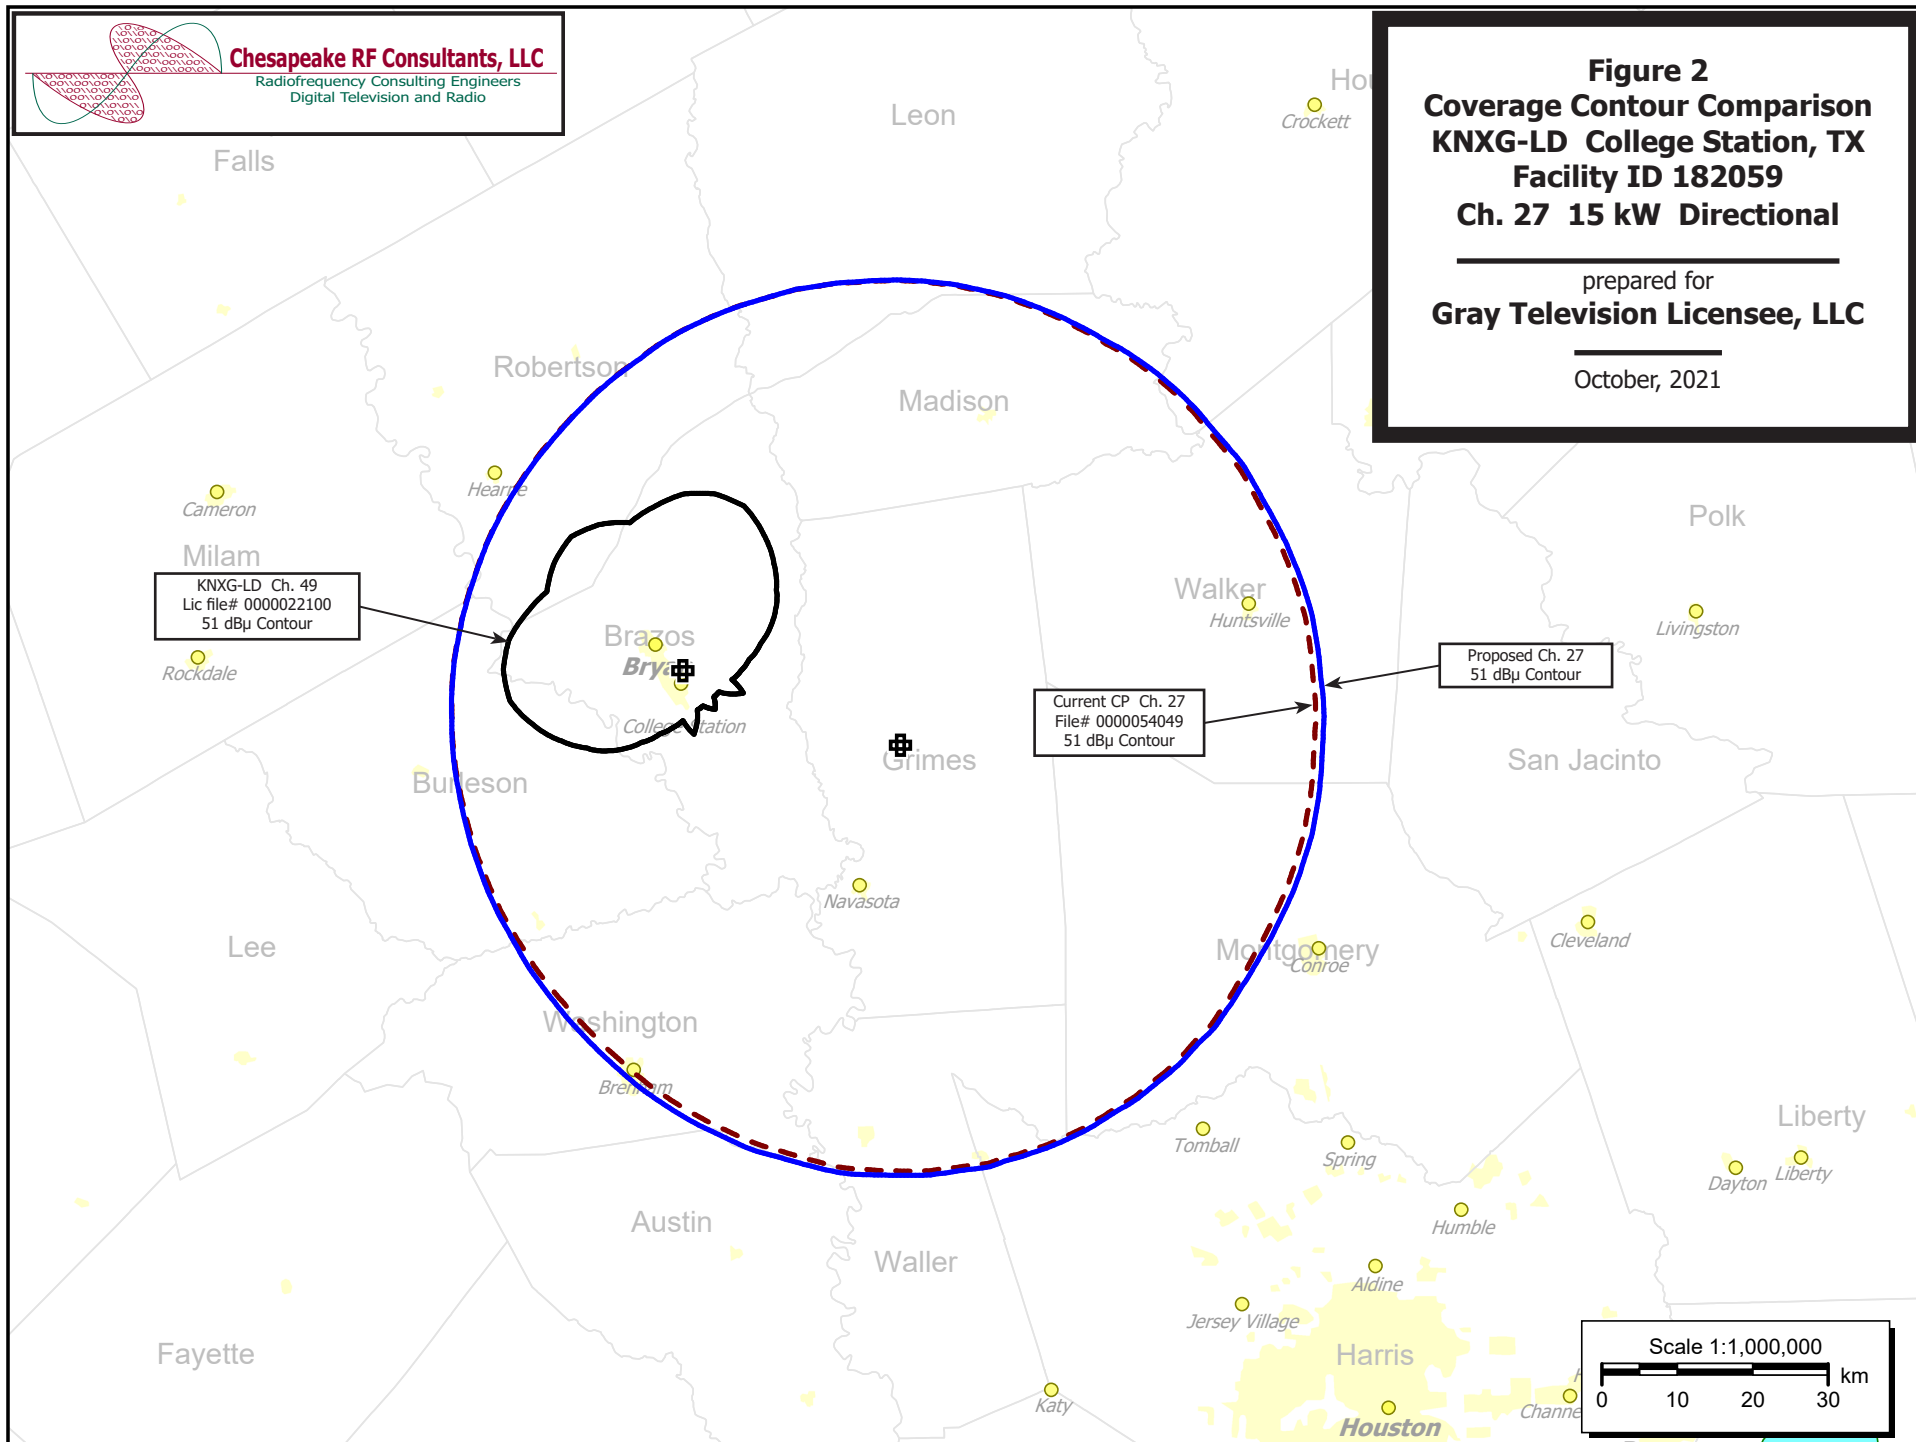 Chesapeake RF Consultants, LLC
Radiofrequency Consulting Engineers
Digital Television and Radio
Figure 2
Coverage Contour Comparison
KNXG-LD College Station, TX
Facility ID 182059
Ch. 27 15 kW Directional
prepared for
Gray Television Licensee, LLC
October, 2021
Leon
Crockett
Falls
Robertson
Madison
Hearne
Cameron
Milam
Polk
KNXG-LD Ch. 49
Lic file# 0000022100
51 dBµ Contour
Walker
Huntsville
Livingston
Brazos
Rockdale
College Station
Proposed Ch. 27
51 dBµ Contour
Current CP Ch. 27
File# 0000054049
51 dBµ Contour
Grimes
San Jacinto
Burleson
Navasota
Lee
Montgomery
Conroe
Cleveland
Washington
Brenham
Tomball
Spring
Liberty
Dayton
Liberty
Austin
Humble
Waller
Aldine
Jersey Village
Fayette
Harris
Katy
Houston
Scale 1:1,000,000
km
0 10 20 30